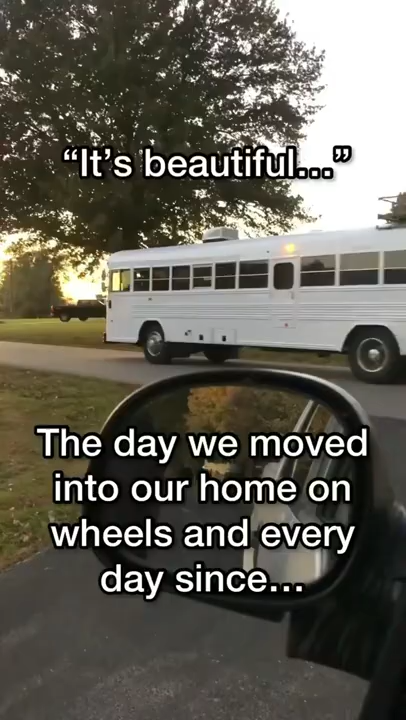 “It’s beautiful...”
The day we moved
into our home on
wheels and every
day since...